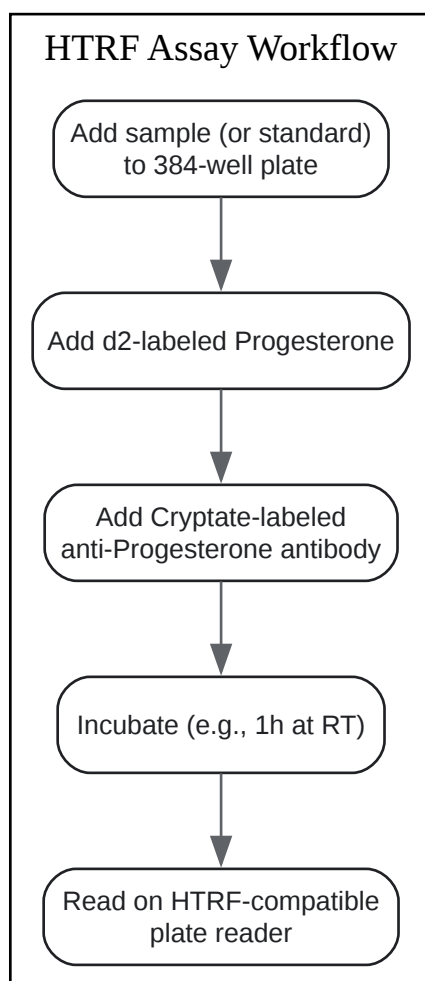 HTRF Assay Workflow
Add sample (or standard)
to 384-well plate
Add d2-labeled Progesterone
Add Cryptate-labeled
anti-Progesterone antibody
Incubate (e.g., 1h at RT)
Read on HTRF-compatible
plate reader